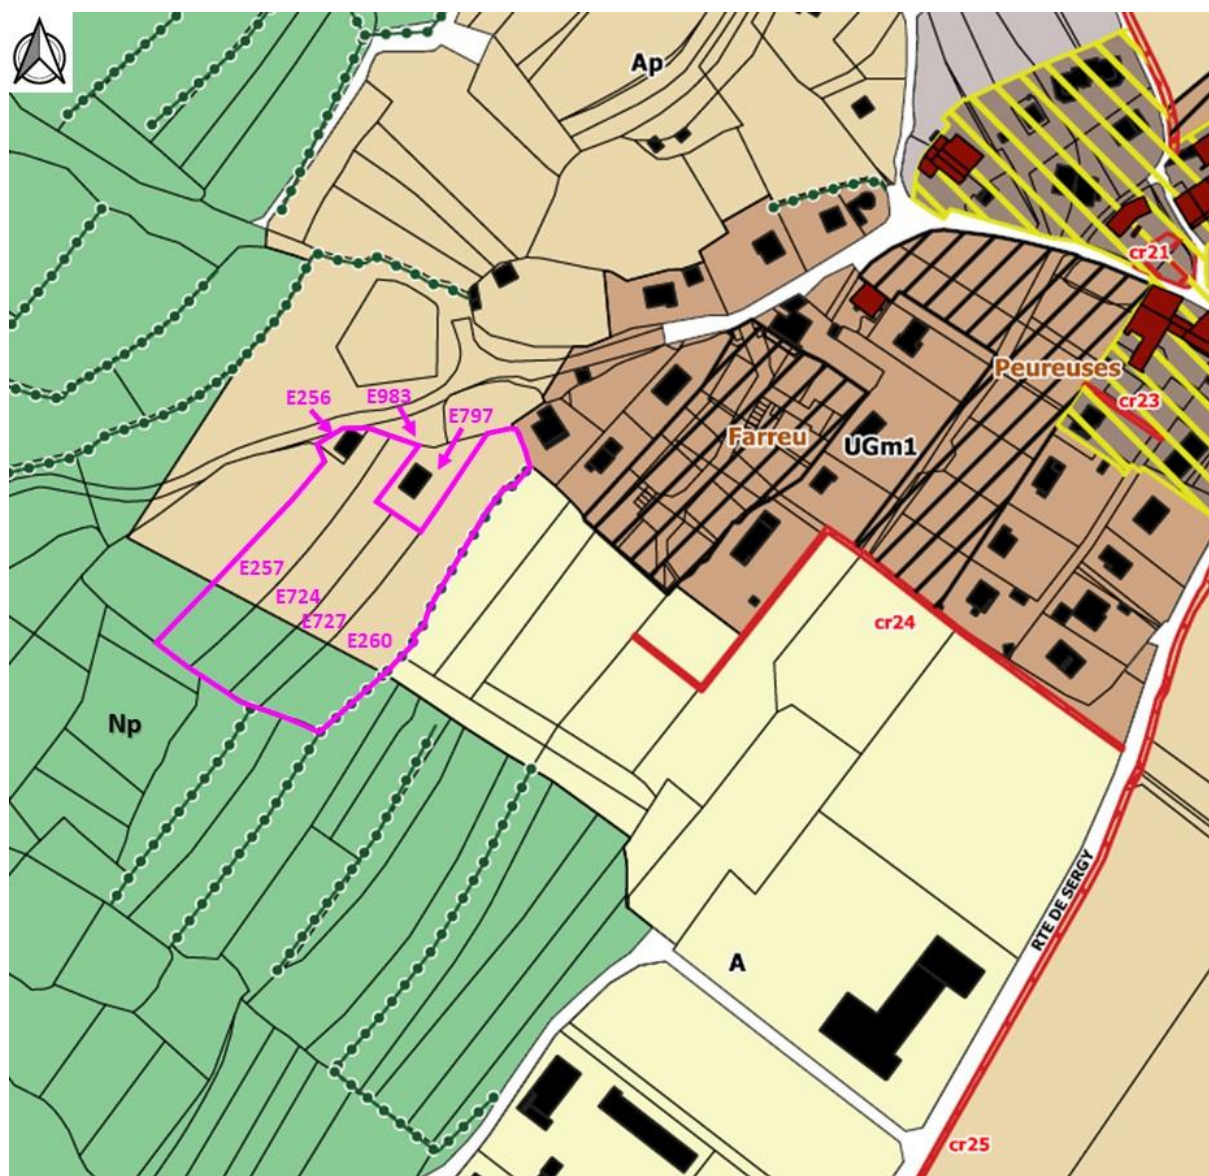 Ap
cr21
Peureuses
cr23
E256
E983
E797
Farreu
UGm1
E257
E724
E727
E260
cr24
Np
RTE DE SERGY
A
cr25